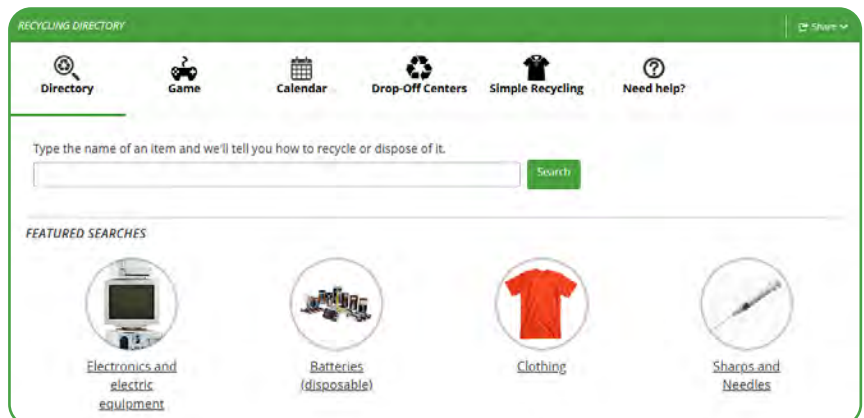 RECYCLING DIRECTORY
Share
Directory
Game
Calendar
Drop-Off Centers
Simple Recycling
Need help?
Type the name of an item and we'll tell you how to recycle or dispose of it.
Search
FEATURED SEARCHES
Electronics and
electric
equipment
Batteries
(disposable)
Clothing
Sharps and
Needles